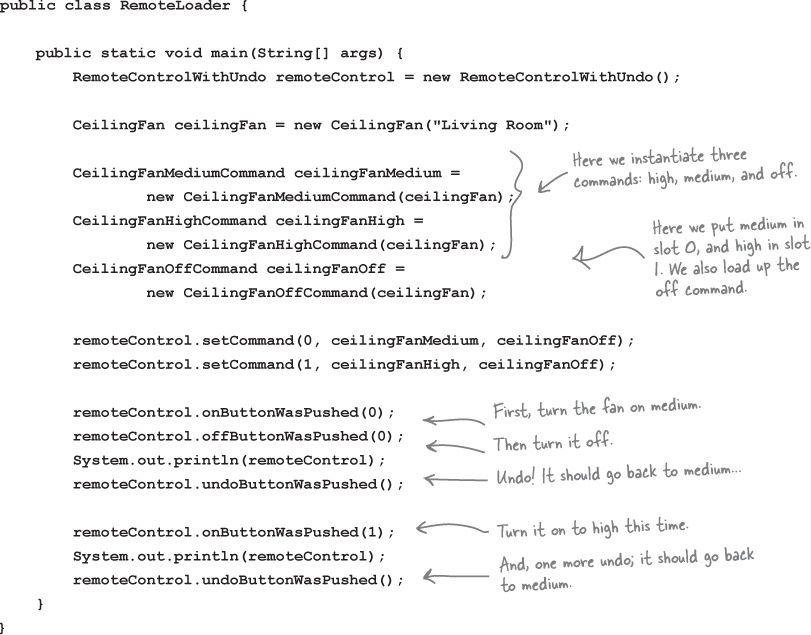 public class RemoteLoader {
public static void main(String[] args) {
RemoteControlWithUndo remoteControl = new RemoteControlWithUndo();
CeilingFan ceilingFan = new CeilingFan("Living Room");
CeilingFanMediumCommand ceilingFanMedium =
new CeilingFanMediumCommand(ceilingFan);
CeilingFanHighCommand ceilingFanHigh =
new CeilingFanHighCommand(ceilingFan);
CeilingFanOffCommand ceilingFanOff =
new CeilingFanOffCommand(ceilingFan);
Here we instantiate three
commands: high, medium, and off.
Here we put medium in
slot 0, and high in slot
1. We also load up the
off command.
remoteControl.setCommand(0, ceilingFanMedium, ceilingFanOff);
remoteControl.setCommand(1, ceilingFanHigh, ceilingFanOff);
remoteControl.onButtonWasPushed(0);
First, turn the fan on medium.
remoteControl.offButtonWasPushed(0);
Then turn it off.
System.out.println(remoteControl);
remoteControl.undoButtonWasPushed();
Undo! It should go back to medium...
remoteControl.onButtonWasPushed(1);
Turn it on to high this time.
System.out.println(remoteControl);
remoteControl.undoButtonWasPushed();
And, one more undo; it should go back
to medium.
}
}